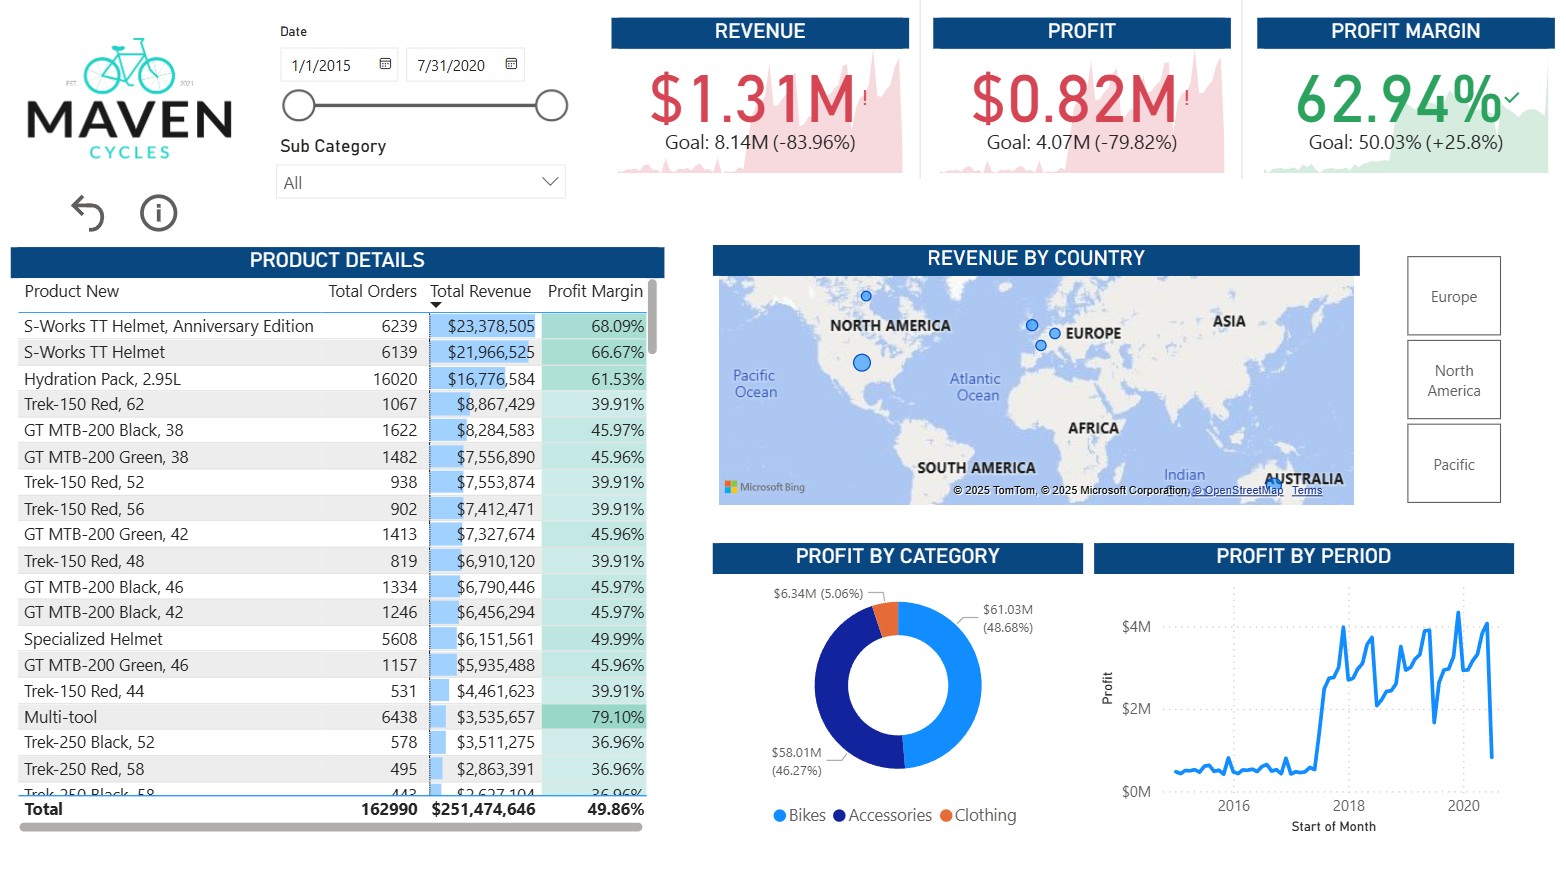 EST. 2021
MAVEN
CYCLES
Date
1/1/2015 7/31/2020
Sub Category
All
REVENUE
$1.31M!
Goal: 8.14M (-83.96%)
PROFIT
$0.82M!
Goal: 4.07M (-79.82%)
PROFIT MARGIN
62.94%
Goal: 50.03% (+25.8%)
PRODUCT DETAILS
Product New Total Orders Total Revenue Profit Margin
S-Works TT Helmet, Anniversary Edition 6239 $23,378,505 68.09%
S-Works TT Helmet 6139 $21,966,525 66.67%
Hydration Pack, 2.95L 16020 $16,776,584 61.53%
Trek-150 Red, 62 1067 $8,867,429 39.91%
GT MTB-200 Black, 38 1622 $8,284,583 45.97%
GT MTB-200 Green, 38 1482 $7,556,890 45.96%
Trek-150 Red, 52 938 $7,553,874 39.91%
Trek-150 Red, 56 902 $7,412,471 39.91%
GT MTB-200 Green, 42 1413 $7,327,674 45.96%
Trek-150 Red, 48 819 $6,910,120 39.91%
GT MTB-200 Black, 46 1334 $6,790,446 45.97%
GT MTB-200 Black, 42 1246 $6,456,294 45.97%
Specialized Helmet 5608 $6,151,561 49.99%
GT MTB-200 Green, 46 1157 $5,935,488 45.96%
Trek-150 Red, 44 531 $4,461,623 39.91%
Multi-tool 6438 $3,535,657 79.10%
Trek-250 Black, 52 578 $3,511,275 36.96%
Trek-250 Red, 58 495 $2,863,391 36.96%
Trek-250 Black, 58 443 $2,627,104 36.96%
Total 162990 $251,474,646 49.86%
REVENUE BY COUNTRY
NORTH AMERICA
EUROPE
ASIA
Pacific
Ocean
Atlantic
Ocean
AFRICA
SOUTH AMERICA
Indian
AUSTRALIA
Microsoft Bing
© 2025 TomTom, © 2025 Microsoft Corporation, © OpenStreetMap Terms
Europe
North
America
Pacific
PROFIT BY CATEGORY
$6.34M (5.06%)
$61.03M
(48.68%)
$58.01M
(46.27%)
Bikes Accessories Clothing
PROFIT BY PERIOD
$4M
$2M
$0M
Profit
2016 2018 2020
Start of Month